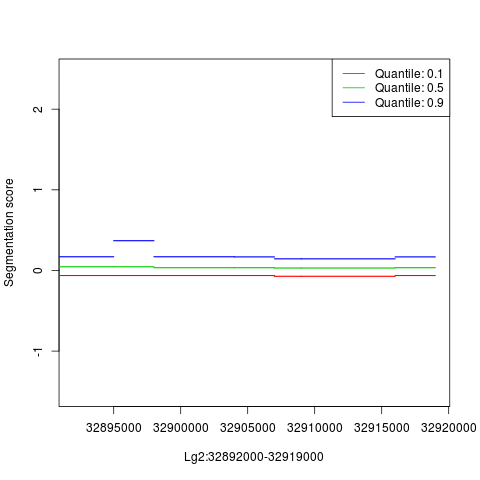 Quantile: 0.1
Quantile: 0.5
Quantile: 0.9
Segmentation score
2
1
0
-1
32895000 32900000 32905000 32910000 32915000 32920000
Lg2:32892000-32919000